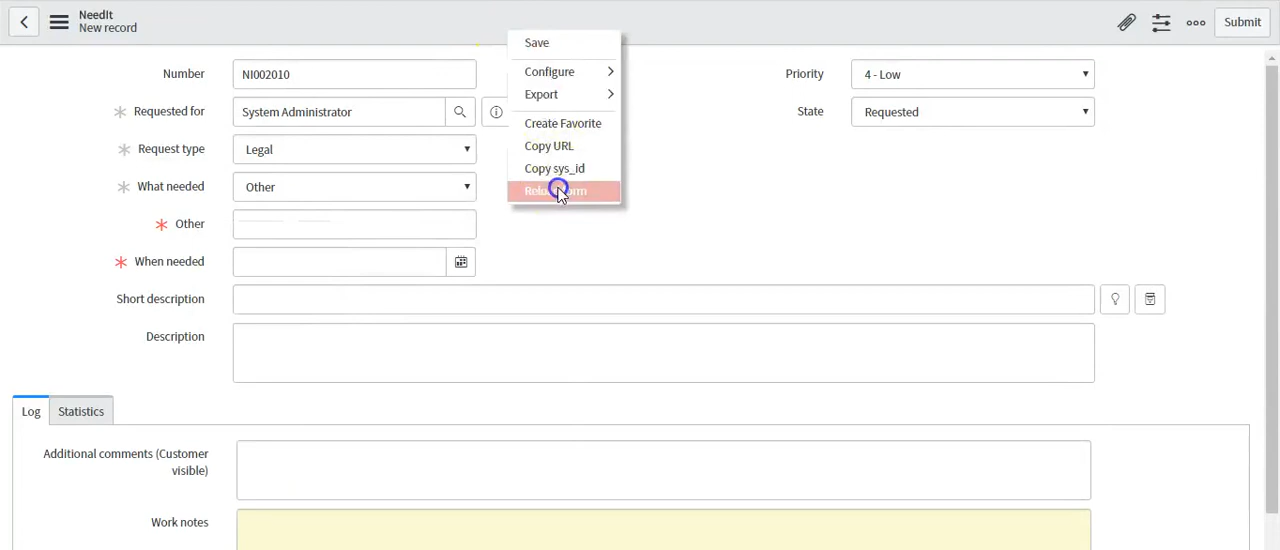 NeedIt
New record
Submit
Number
NI002010
Requested for
System Administrator
Request type
Legal
What needed
Other
Other
When needed
Short description
Description
Priority
4 - Low
State
Requested
Save
Configure
Export
Create Favorite
Copy URL
Copy sys_id
Log
Statistics
Additional comments (Customer
visible)
Work notes